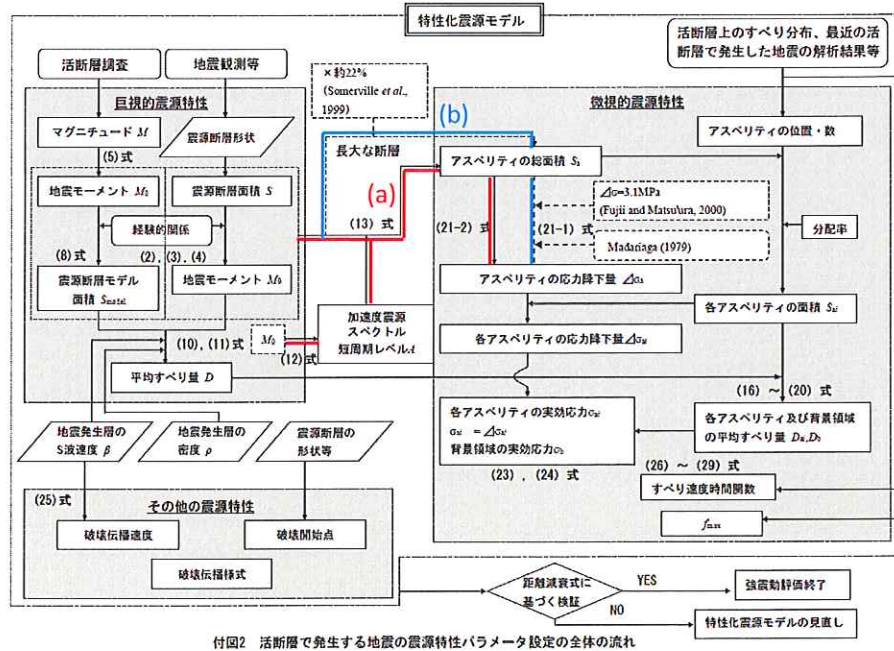 特性化震源モデル
活断層調査
地震観測等
× 約22%
(Somerville et al.,
1999)
活断層上のすべり分布、最近の活
断層で発生した地震の解析結果等
巨視的震源特性
微視的震源特性
マグニチュード M
震源断層形状
(5) 式
(b)
長大な断層
アスペリティの位置・数
アスペリティの総面積 Sa
地震モーメント M0
震源断層面積 S
(a)
⊿σ=3.1MPa
(Fujii and Matsu'ura, 2000)
(13) 式
経験的関係
(21-2) 式
(21-1) 式
分配率
(8) 式
(2), (3), (4)
Madariaga (1979)
震源断層モデル
面積 Smodel
地震モーメント M0
アスペリティの応力降下量 ⊿σa
各アスペリティの面積 Sai
加速度震源
スペクトル
短周期レベルA
(10), (11) 式
M0
(12) 式
各アスペリティの応力降下量⊿σai
平均すべり量 D
(16) ～ (20) 式
各アスペリティの実効応力σai
σai = ⊿σai
背景領域の実効応力σb
各アスペリティ及び背景領域
の平均すべり量 Dai,Db
地震発生層の
S波速度 β
地震発生層の
密度 ρ
震源断層の
形状等
(23), (24) 式
(26) ～ (29) 式
すべり速度時間関数
(25) 式
その他の震源特性
fmax
破壊伝播速度
破壊開始点
破壊伝播様式
距離減衰式に
基づく検証
YES
強震動評価終了
NO
特性化震源モデルの見直し
付図2 活断層で発生する地震の震源特性パラメータ設定の全体の流れ